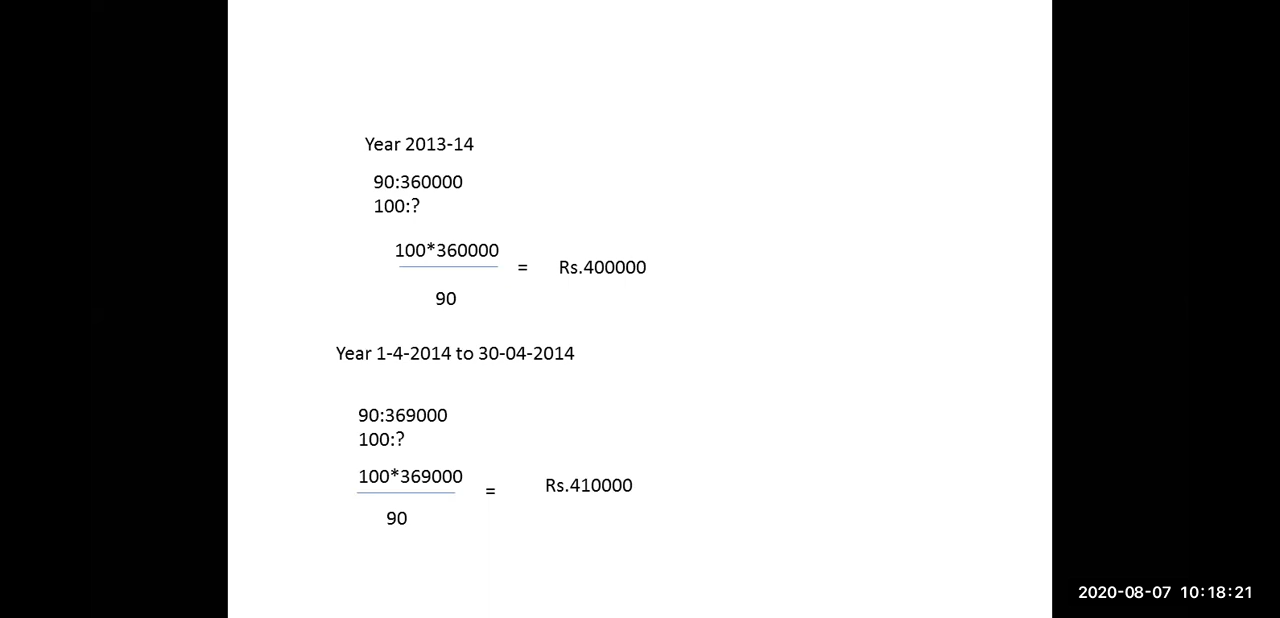 Year 2013-14
90:360000
100:?
100*360000
= Rs.400000
90
Year 1-4-2014 to 30-04-2014
90:369000
100:?
100*369000
= Rs.410000
90
2020-08-07 10:18:21